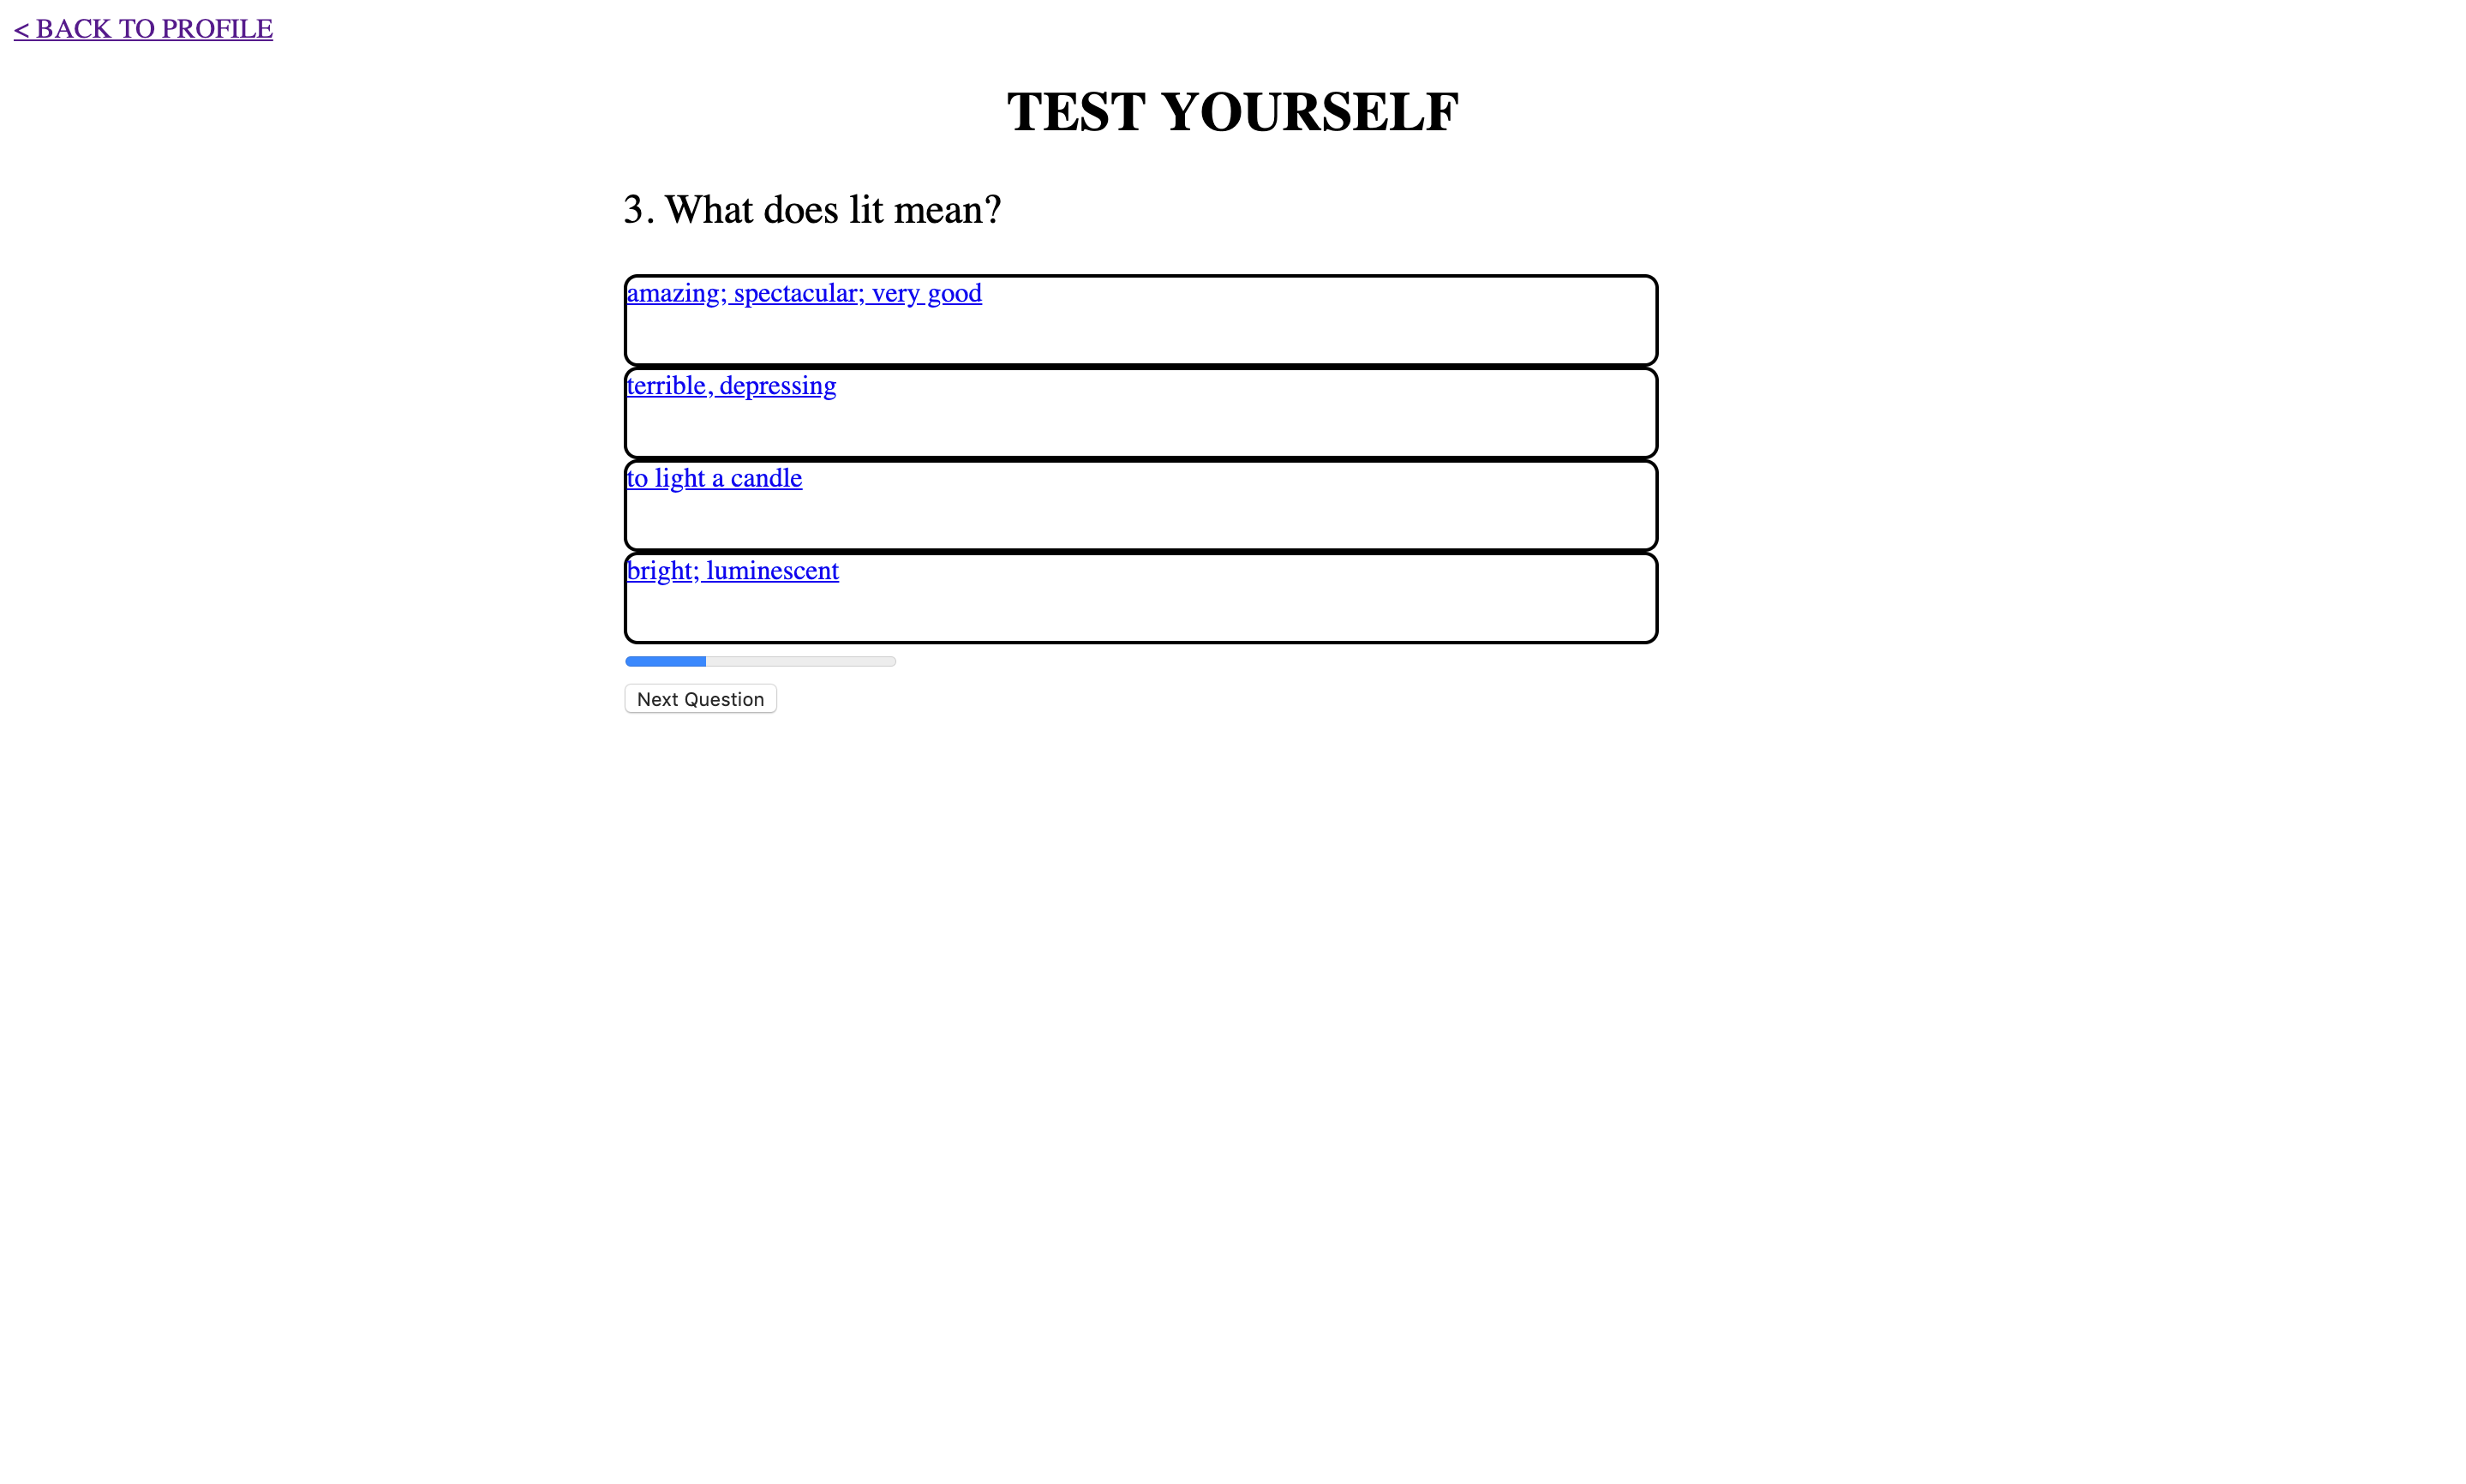 < BACK TO PROFILE
TEST YOURSELF
3. What does lit mean?
amazing; spectacular; very good
terrible, depressing
to light a candle
bright; luminescent
Next Question